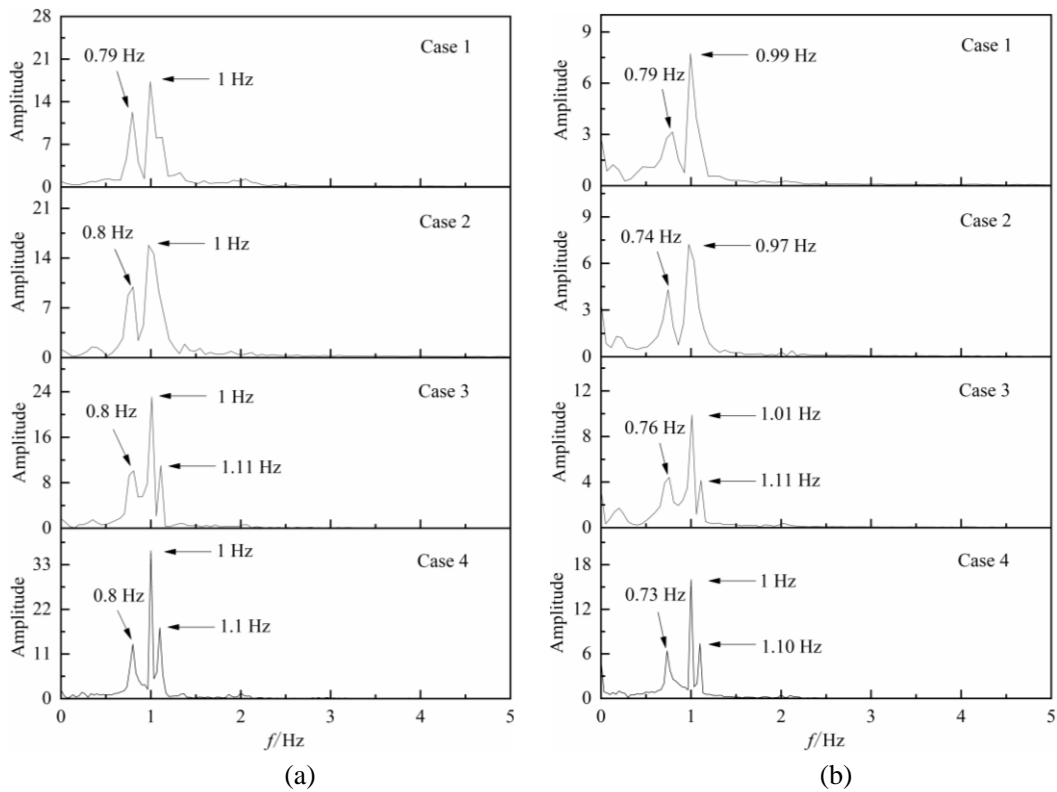 28
21
14
7
0
Amplitude
0.79 Hz
1 Hz
Case 1
21
14
7
0
Amplitude
0.8 Hz
1 Hz
Case 2
24
16
8
0
Amplitude
0.8 Hz
1 Hz
1.11 Hz
Case 3
33
22
11
0
Amplitude
0.8 Hz
1 Hz
1.1 Hz
Case 4
0 1 2 3 4 5
f/Hz
(a)
9
6
3
0
Amplitude
0.79 Hz
0.99 Hz
Case 1
9
6
3
0
Amplitude
0.74 Hz
0.97 Hz
Case 2
12
8
4
0
Amplitude
0.76 Hz
1.01 Hz
1.11 Hz
Case 3
18
12
6
0
Amplitude
0.73 Hz
1 Hz
1.10 Hz
Case 4
0 1 2 3 4 5
f/Hz
(b)